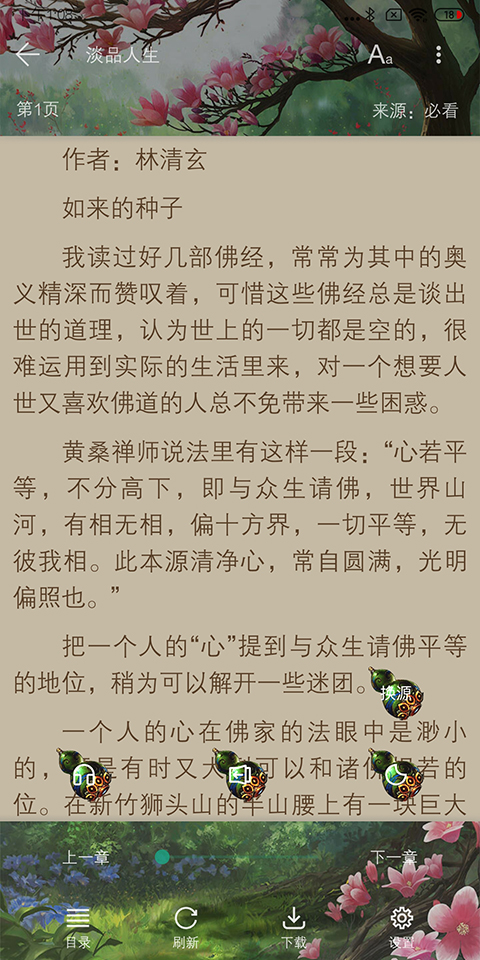 18
淡品人生
Aa
第1页
来源：必看
作者：林清玄
如来的种子
我读过好几部佛经，常常为其中的奥
义精深而赞叹着，可惜这些佛经总是谈出
世的道理，认为世上的一切都是空的，很
难运用到实际的生活里来，对一个想要人
世又喜欢佛道的人总不免带来一些困惑。
黄桑禅师说法里有这样一段：“心若平
等，不分高下，即与众生请佛，世界山
河，有相无相，偏十方界，一切平等，无
彼我相。此本源清净心，常自圆满，光明
偏照也。”
把一个人的“心”提到与众生请佛平等
的地位，稍为可以解开一些迷团。
换源
一个人的心在佛家的法眼中是渺小
的，是有时又大可以和诸佛若的
位。在新竹狮头山的半山腰上有一块巨大
上一章
下一章
目录
刷新
下载
设置